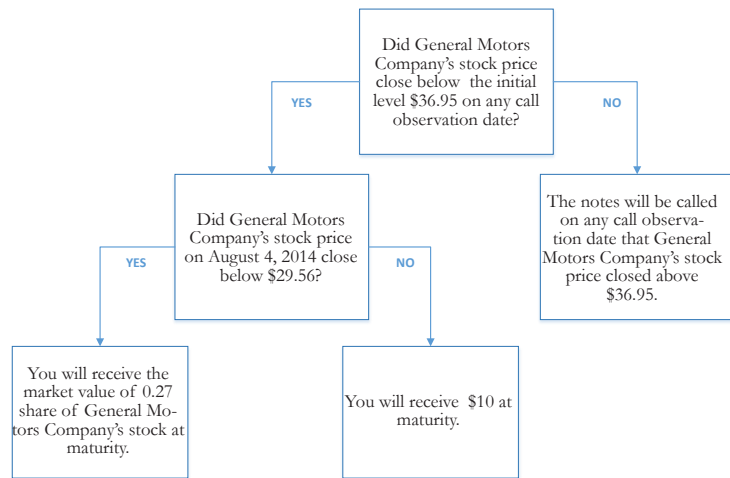 Did General Motors
Company's stock price
close below the initial
level $36.95 on any call
observation date?
YES
NO
Did General Motors
Company's stock price
on August 4, 2014 close
below $29.56?
The notes will be called
on any call observa-
tion date that General
Motors Company's stock
price closed above
$36.95.
YES
NO
You will receive the
market value of 0.27
share of General Mo-
tors Company's stock at
maturity.
You will receive $10 at
maturity.